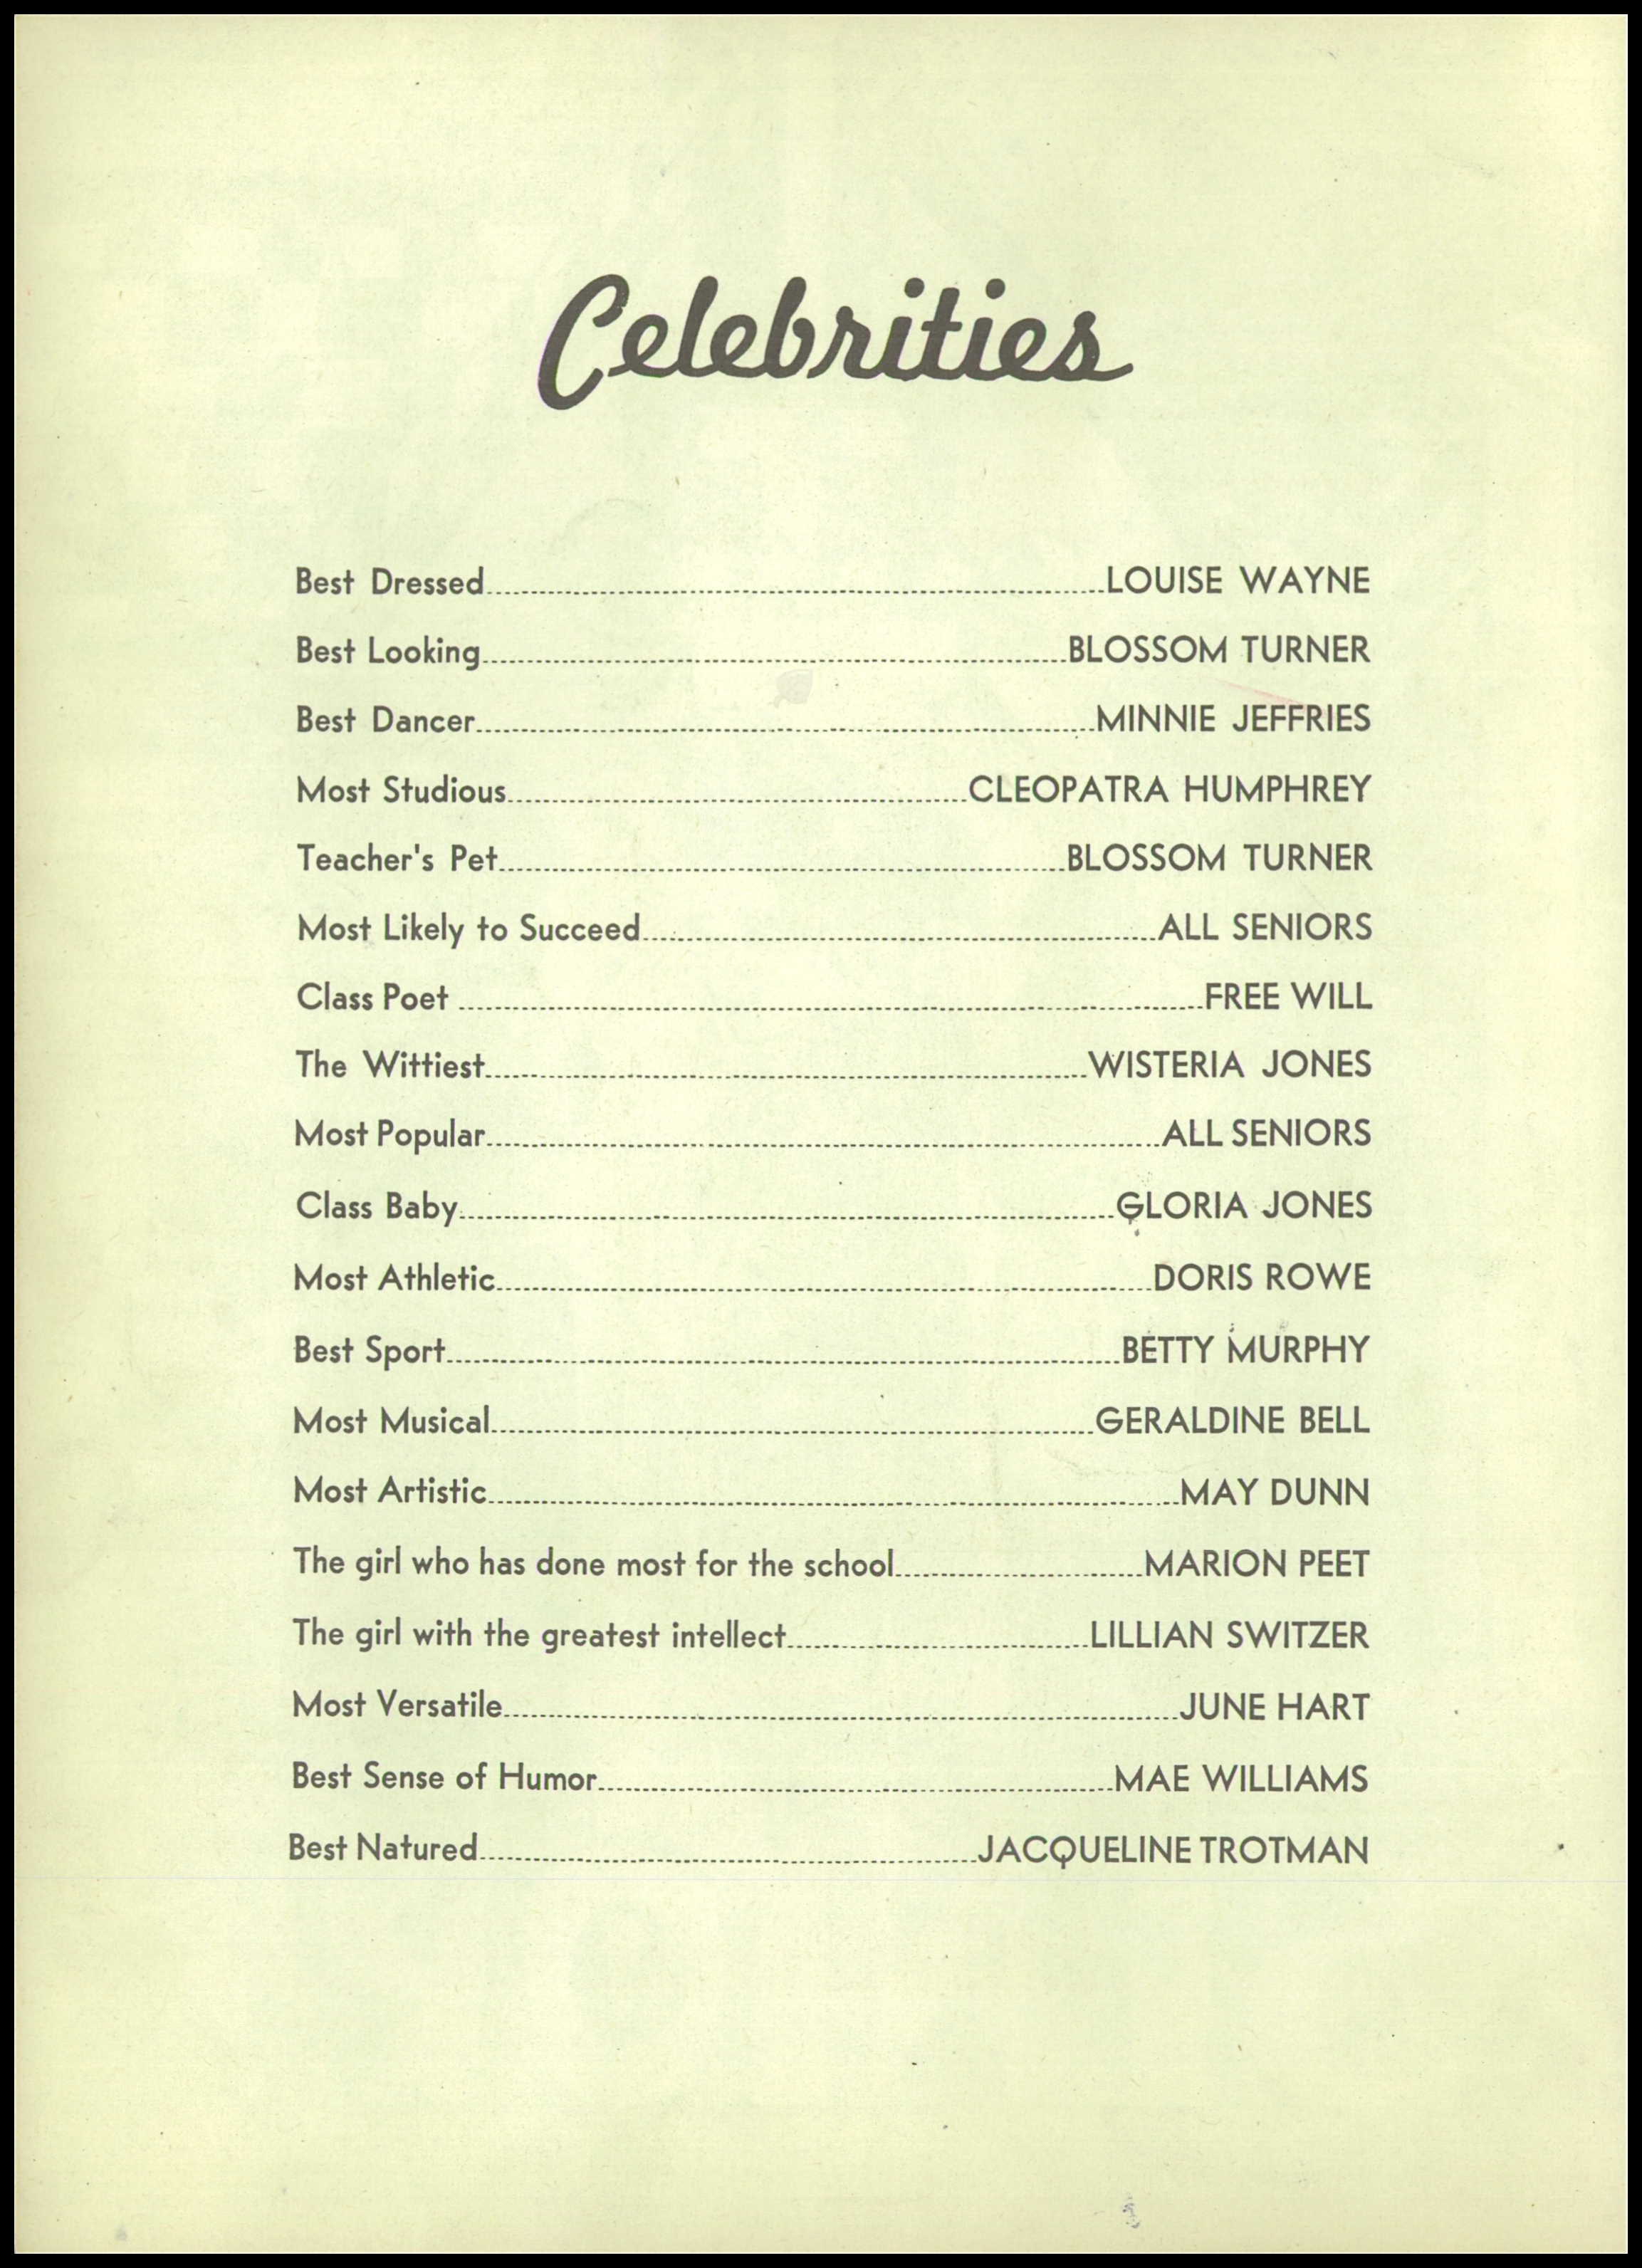 Celebrities
Best Dressed LOUISE WAYNE
Best Looking BLOSSOM TURNER
Best Dancer MINNIE JEFFRIES
Most Studious CLEOPATRA HUMPHREY
Teacher's Pet BLOSSOM TURNER
Most Likely to Succeed ALL SENIORS
Class Poet FREE WILL
The Wittiest WISTERIA JONES
Most Popular ALL SENIORS
Class Baby GLORIA JONES
Most Athletic DORIS ROWE
Best Sport BETTY MURPHY
Most Musical GERALDINE BELL
Most Artistic MAY DUNN
The girl who has done most for the school MARION PEET
The girl with the greatest intellect LILLIAN SWITZER
Most Versatile JUNE HART
Best Sense of Humor MAE WILLIAMS
Best Natured JACQUELINE TROTMAN